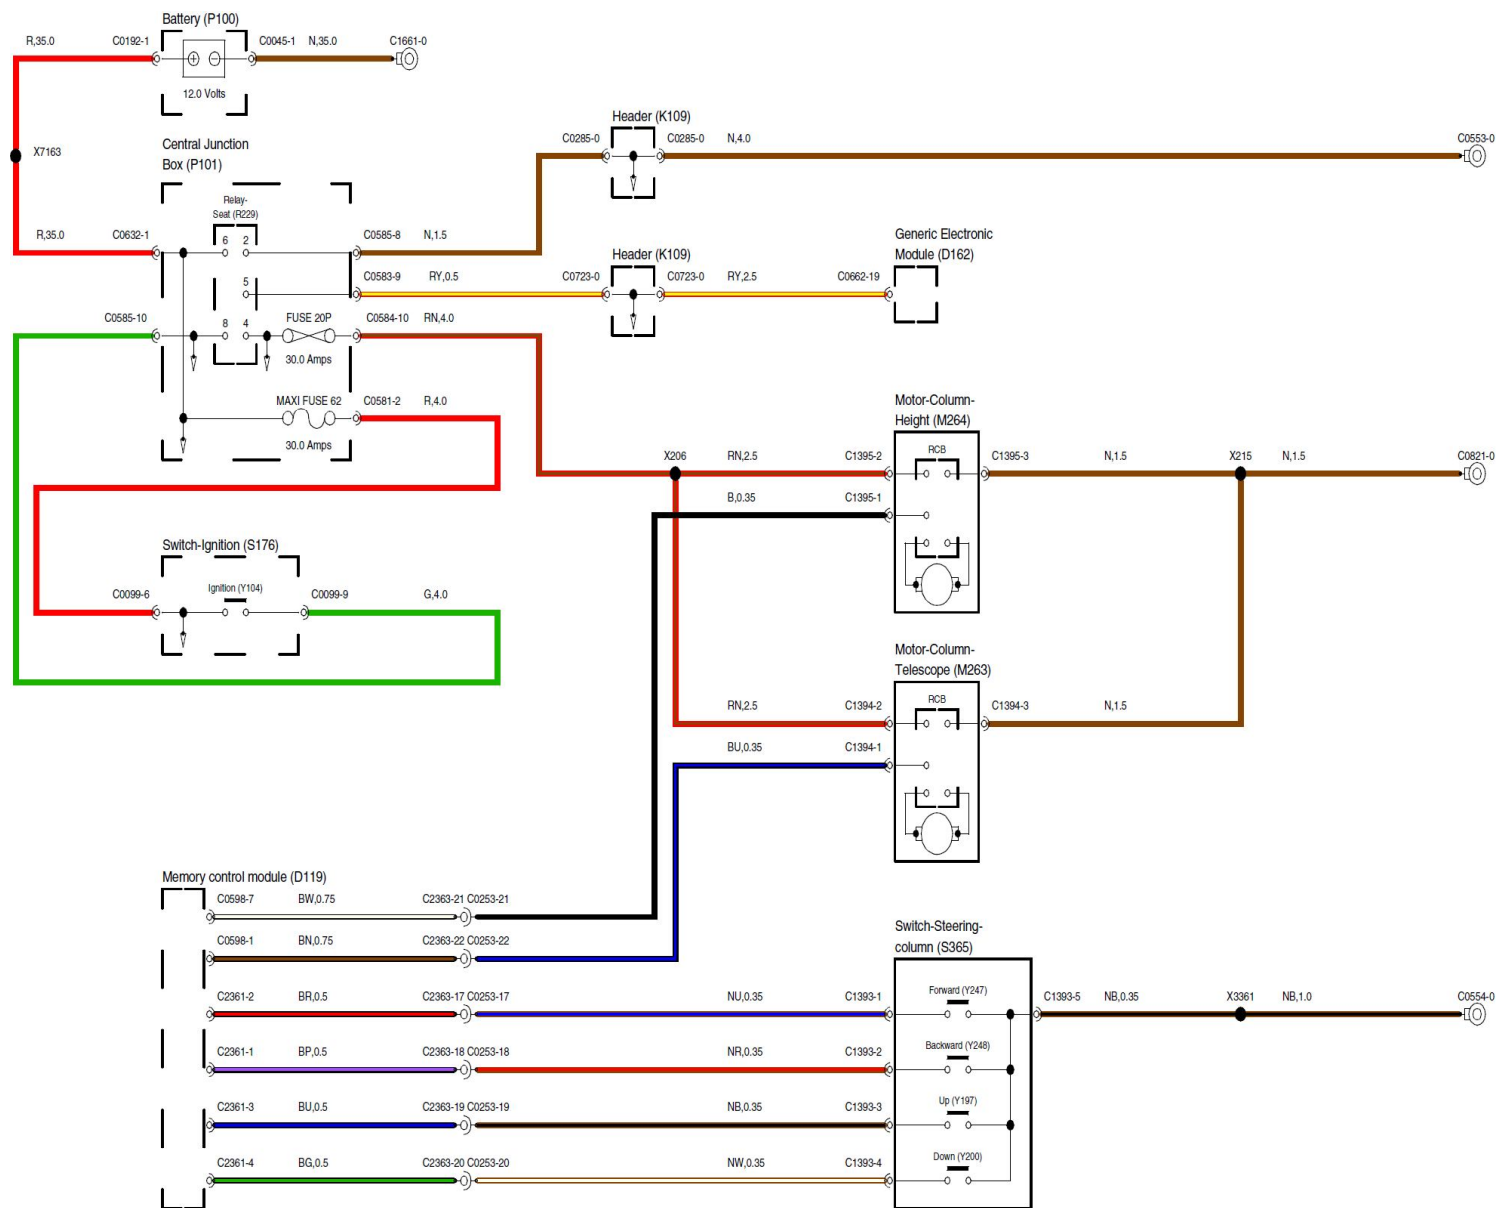 Battery (P100)
R,35.0 C0192-1 C0045-1 N,35.0 C1661-0
12.0 Volts
Header (K109)
Central Junction
Box (P101)
C0285-0 C0285-0 N,4.0 C0553-0
X7163
Relay-
Seat (R229)
R,35.0 C0632-1 6 2 C0585-8 N,1.5
Header (K109)
Generic Electronic
Module (D162)
5 C0583-9 RY,0.5 C0723-0 C0723-0 RY,2.5 C0662-19
C0585-10 8 4 FUSE 20P C0584-10 RN,4.0
30.0 Amps
MAXI FUSE 62 C0581-2 R,4.0
30.0 Amps
Motor-Column-
Height (M264)
X206 RN,2.5 C1395-2 RCB C1395-3 N,1.5 X215 N,1.5 C0821-0
B,0.35 C1395-1
Switch-Ignition (S176)
C0099-6 Ignition (Y104) C0099-9 G,4.0
Motor-Column-
Telescope (M263)
RN,2.5 C1394-2 RCB C1394-3 N,1.5
BU,0.35 C1394-1
Memory control module (D119)
C0598-7 BW,0.75 C2363-21 C0253-21
Switch-Steering-
column (S365)
C0598-1 BN,0.75 C2363-22 C0253-22
C2361-2 BR,0.5 C2363-17 C0253-17 NU,0.35 C1393-1 Forward (Y247) C1393-5 NB,0.35 X3361 NB,1.0 C0554-0
C2361-1 BP,0.5 C2363-18 C0253-18 NR,0.35 C1393-2 Backward (Y248)
C2361-3 BU,0.5 C2363-19 C0253-19 NB,0.35 C1393-3 Up (Y197)
C2361-4 BG,0.5 C2363-20 C0253-20 NW,0.35 C1393-4 Down (Y200)